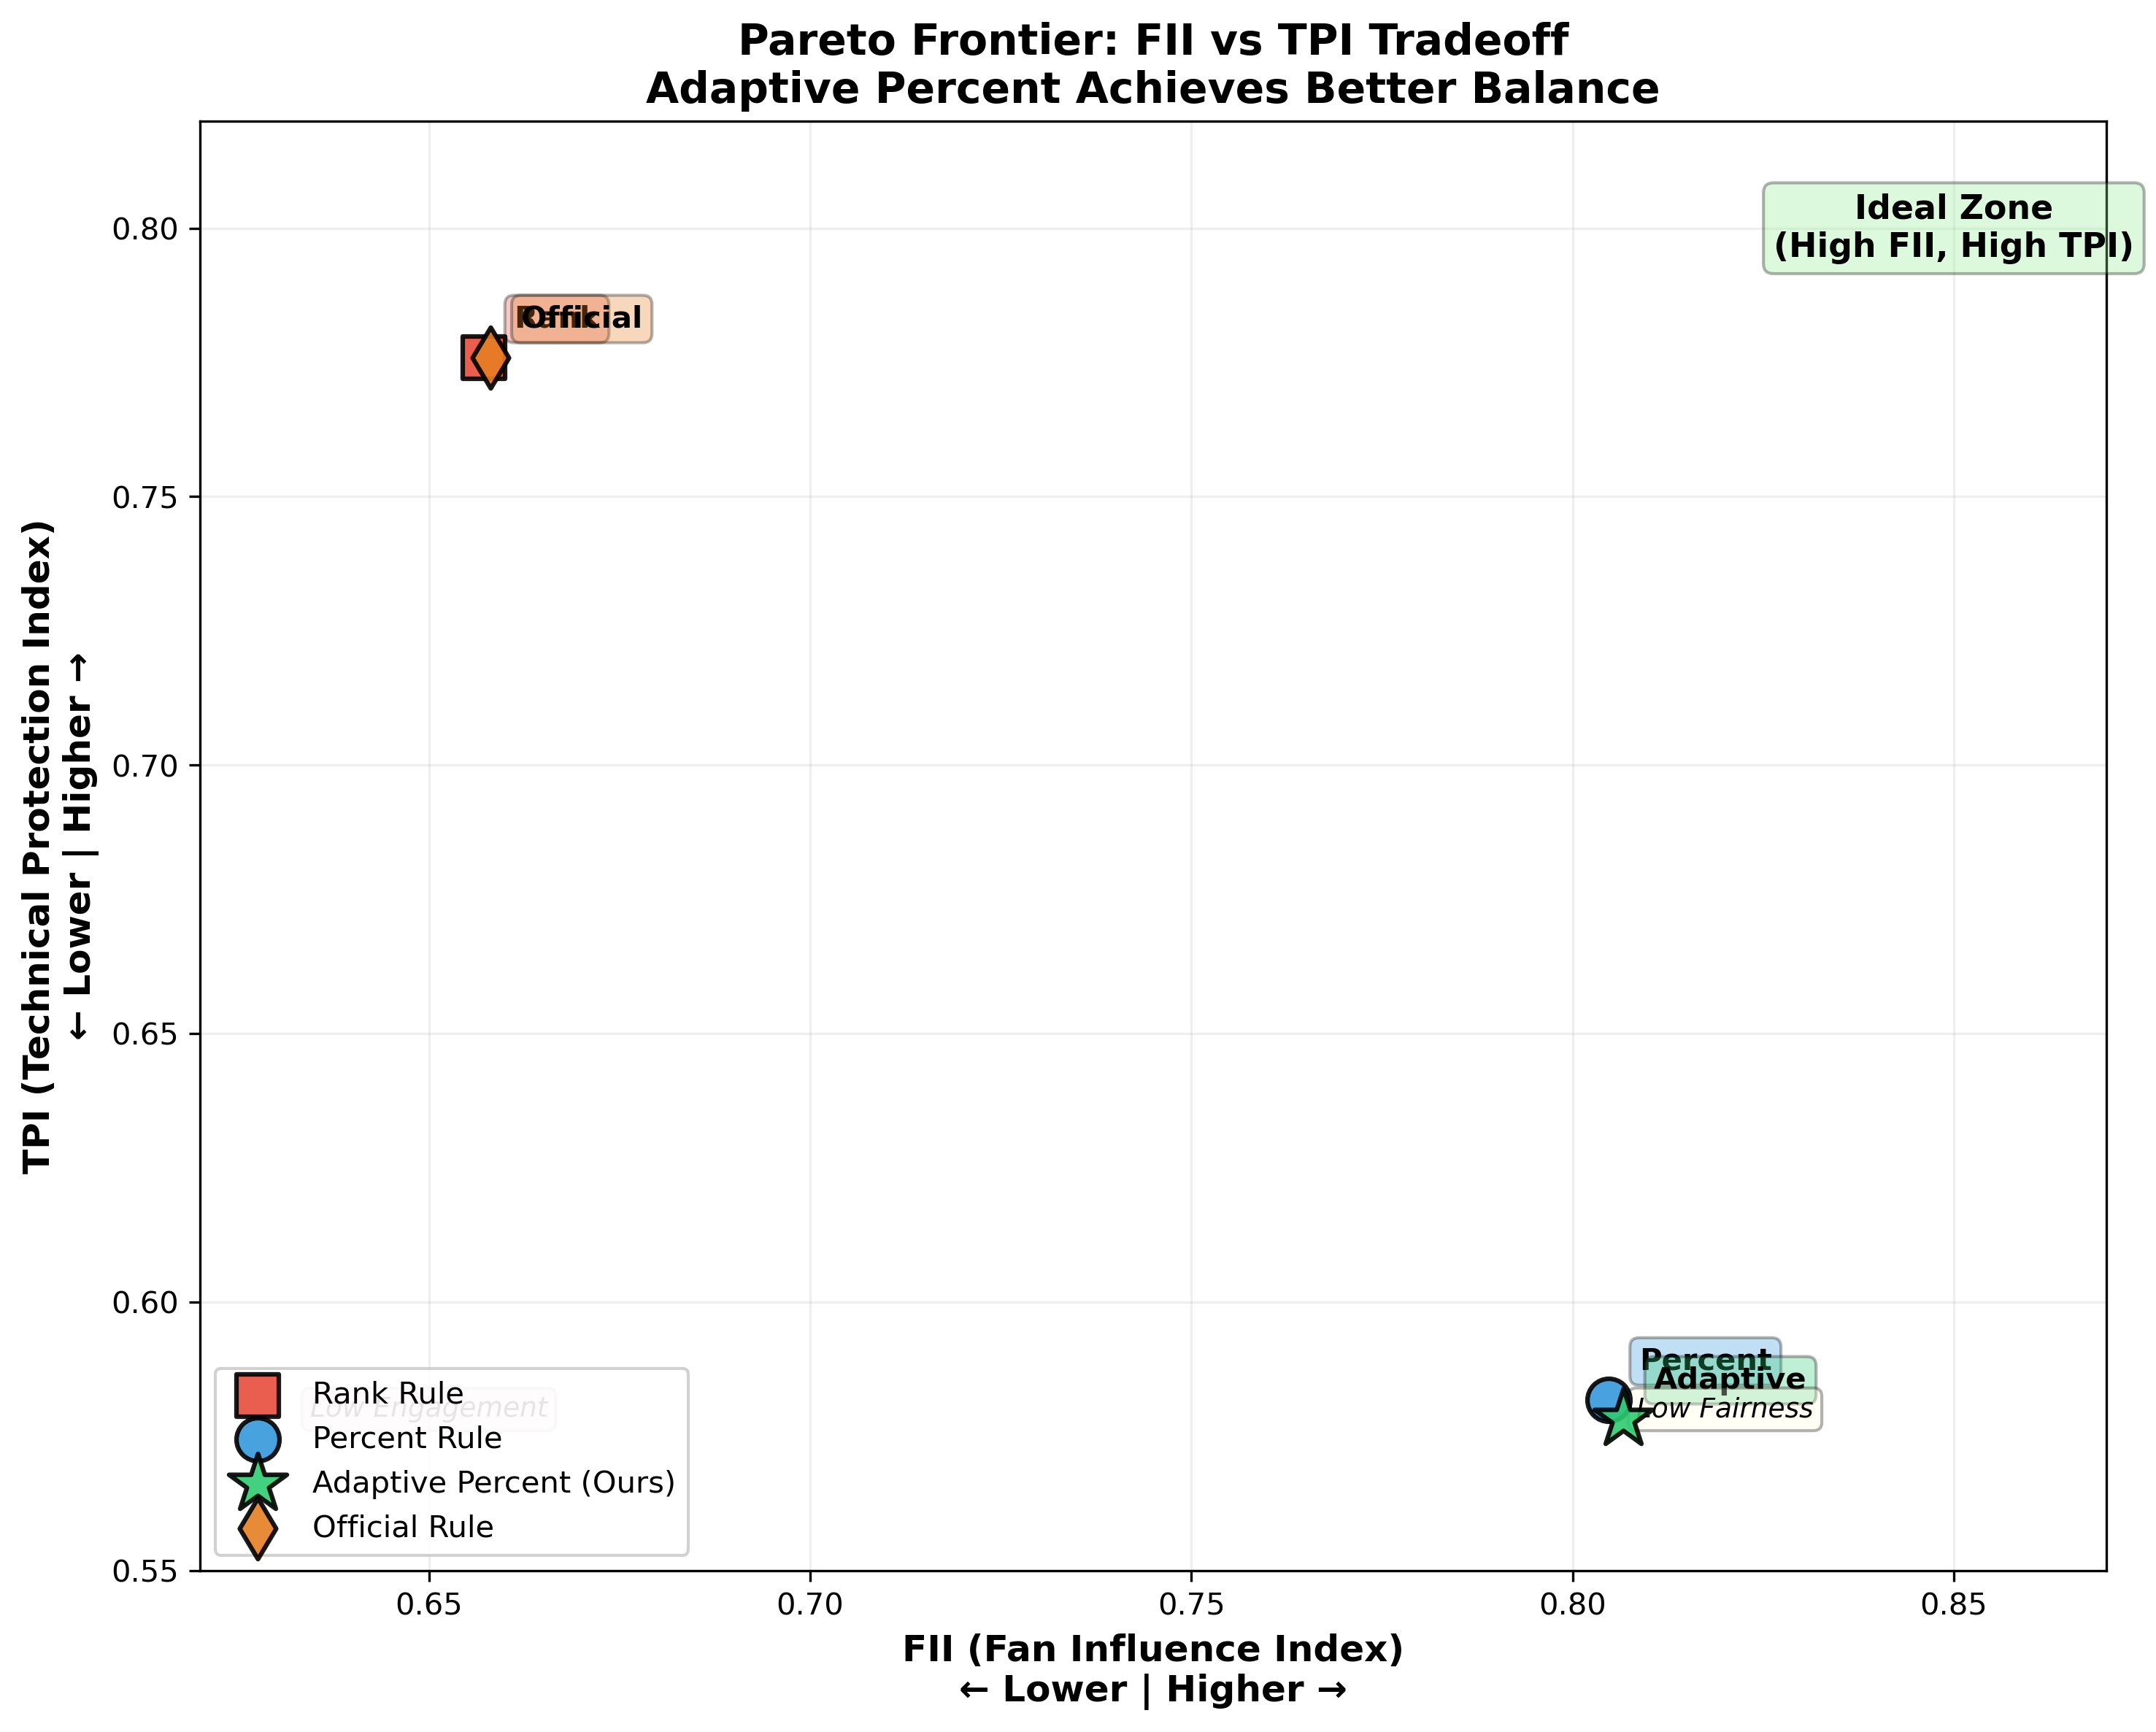 Pareto Frontier: FII vs TPI Tradeoff
Adaptive Percent Achieves Better Balance
TPI (Technical Protection Index)
← Lower | Higher →
0.80
0.75
0.70
0.65
0.60
0.55
Ideal Zone
(High FII, High TPI)
Rank
Official
Percent
Adaptive
Low Fairness
Low Engagement
Rank Rule
Percent Rule
Adaptive Percent (Ours)
Official Rule
0.65
0.70
0.75
0.80
0.85
FII (Fan Influence Index)
← Lower | Higher →